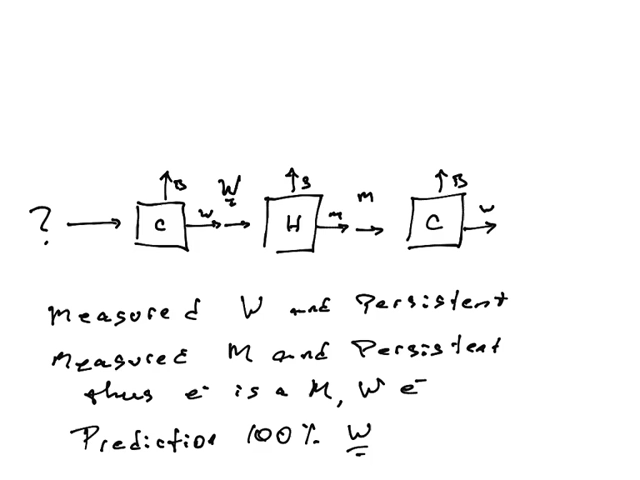 B W S m B
? C w H m C w
Measured W and Persistent
Measured M and Persistent
thus e- is a M, W e-
Prediction 100% W